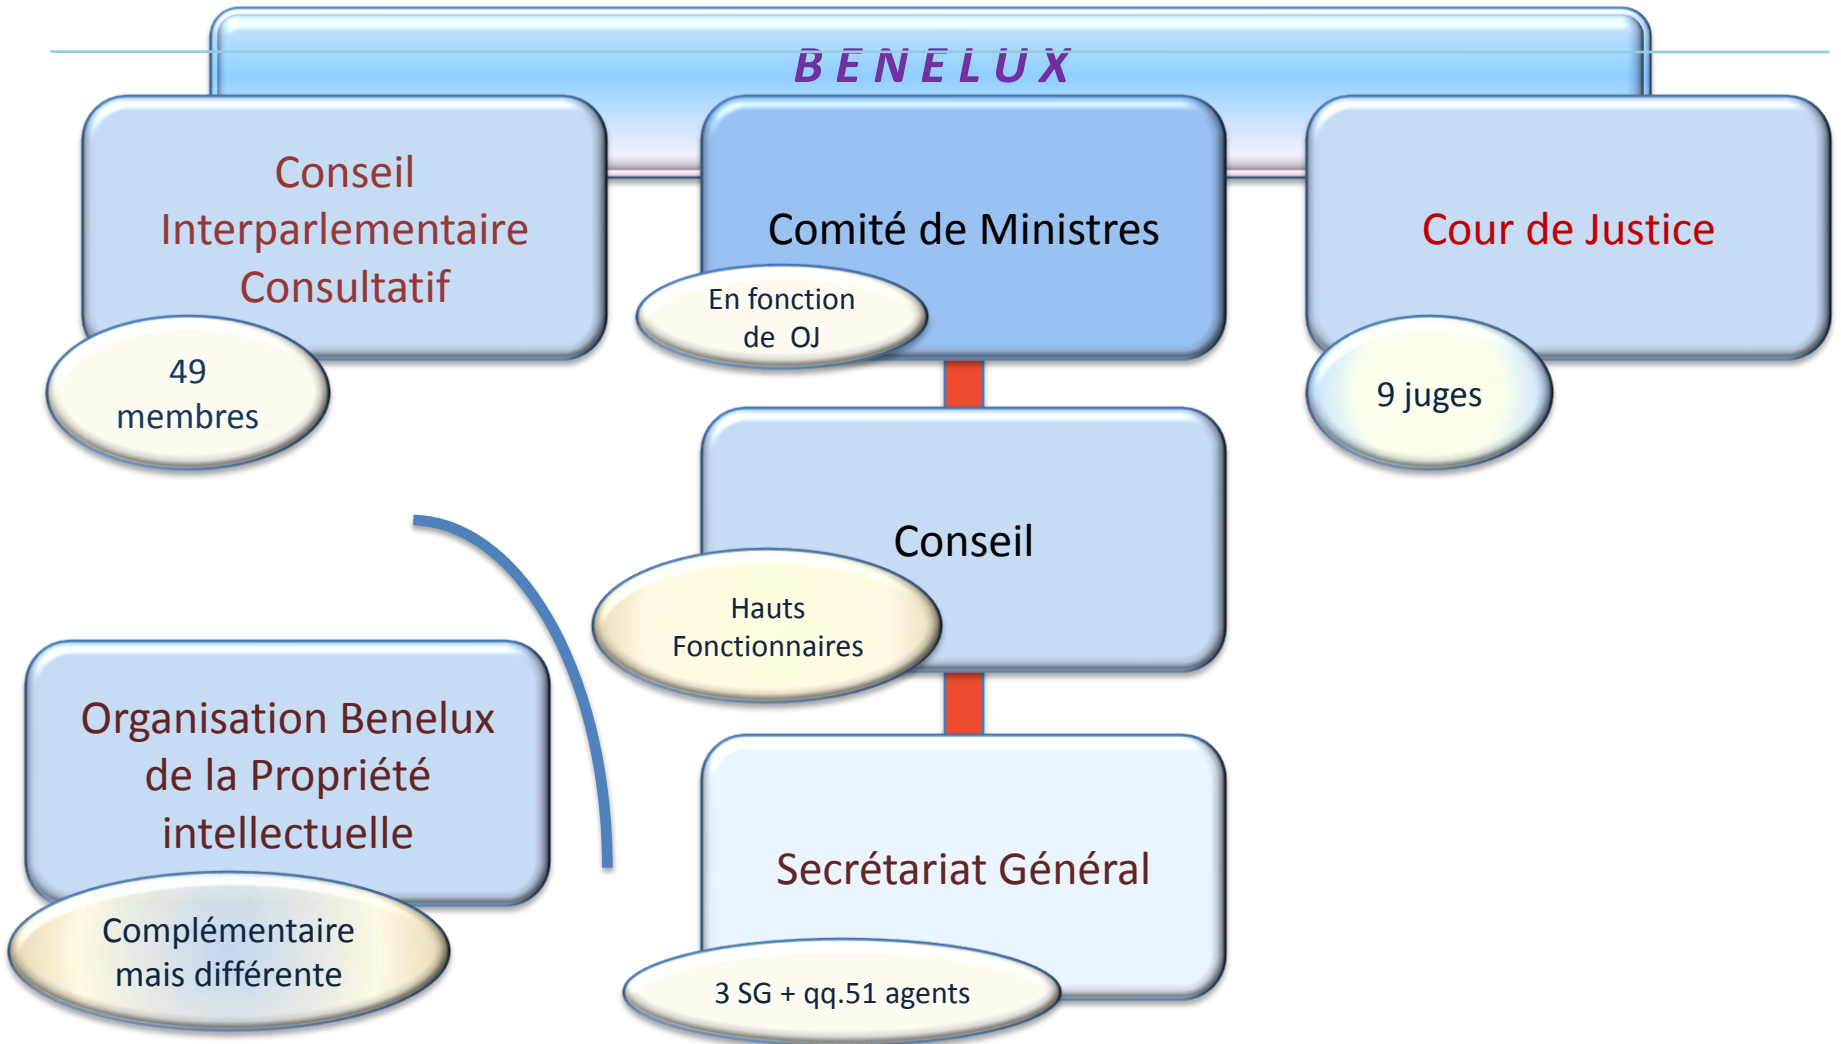 B E N E L U X
Conseil
Interparlementaire
Consultatif
49
membres
Comité de Ministres
En fonction
de OJ
Cour de Justice
9 juges
Conseil
Hauts
Fonctionnaires
Organisation Benelux
de la Propriété
intellectuelle
Complémentaire
mais différente
Secrétariat Général
3 SG + qq.51 agents